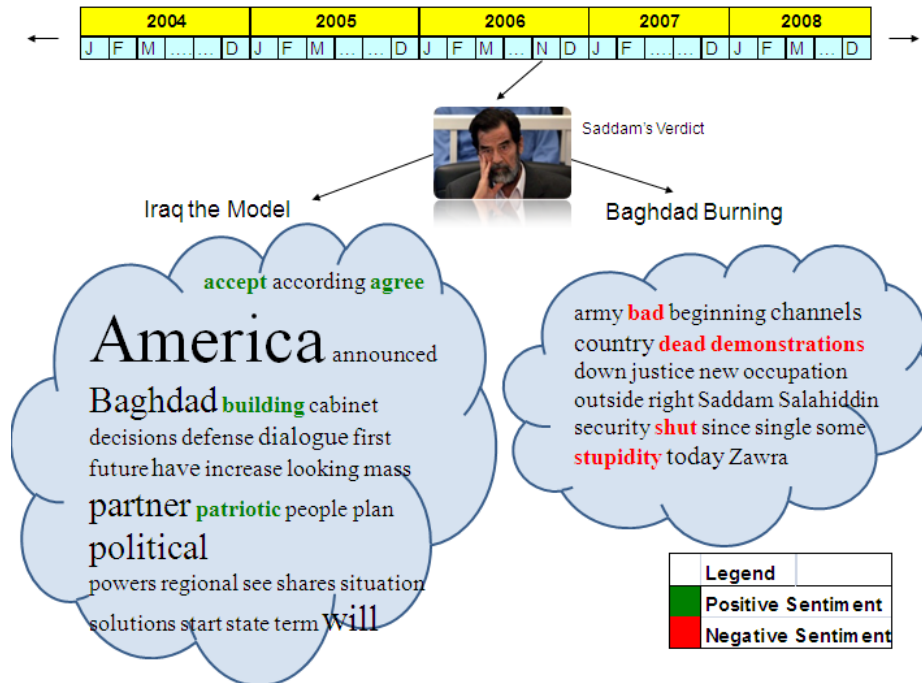 2004 2005 2006 2007 2008
J F M .... ... D J F M ... ... D J F M ... N D J F .... ... D J F M ... D
Saddam's Verdict
Iraq the Model
Baghdad Burning
accept according agree
America announced
Baghdad building cabinet
decisions defense dialogue first
future have increase looking mass
partner patriotic people plan
political
powers regional see shares situation
solutions start state term will
army bad beginning channels
country dead demonstrations
down justice new occupation
outside right Saddam Salahiddin
security shut since single some
stupidity today Zawra
Legend
Positive Sentiment
Negative Sentiment